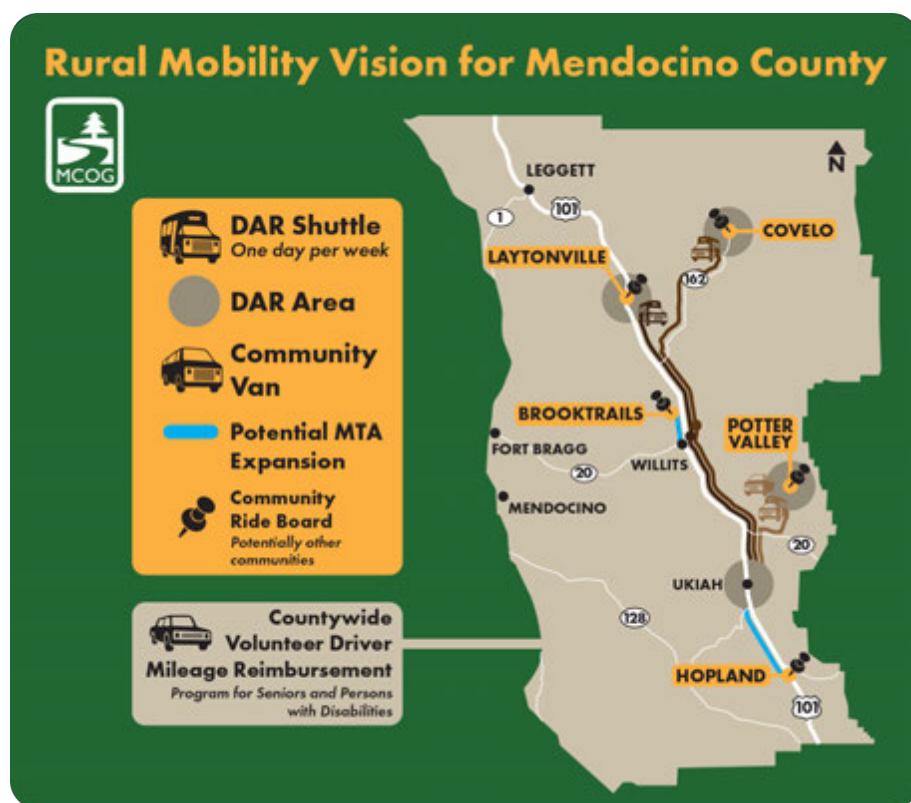 Rural Mobility Vision for Mendocino County
MCOG
DAR Shuttle
One day per week
DAR Area
Community
Van
Potential MTA
Expansion
Community
Ride Board
Potentially other
communities
Countywide
Volunteer Driver
Mileage Reimbursement
Program for Seniors and Persons
with Disabilities
N
LEGGETT
1
101
COVELO
LAYTONVILLE
162
BROOKTRAILS
POTTER
VALLEY
FORT BRAGG
WILLITS
20
MENDOCINO
20
UKIAH
128
HOPLAND
101